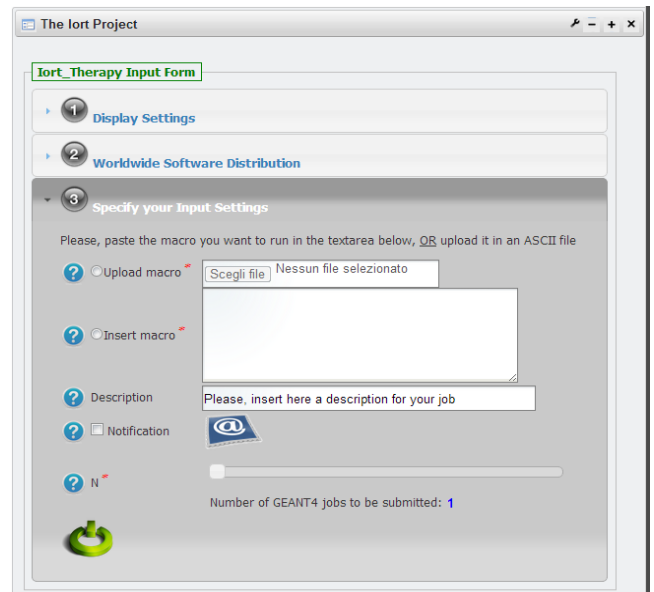 The Iort Project
Iort_Therapy Input Form
1 Display Settings
2 Worldwide Software Distribution
3 Specify your Input Settings
Please, paste the macro you want to run in the textarea below, OR upload it in an ASCII file
? Upload macro * Scegli file Nessun file selezionato
? Insert macro *
? Description Please, insert here a description for your job
? Notification @
? N *
Number of GEANT4 jobs to be submitted: 1